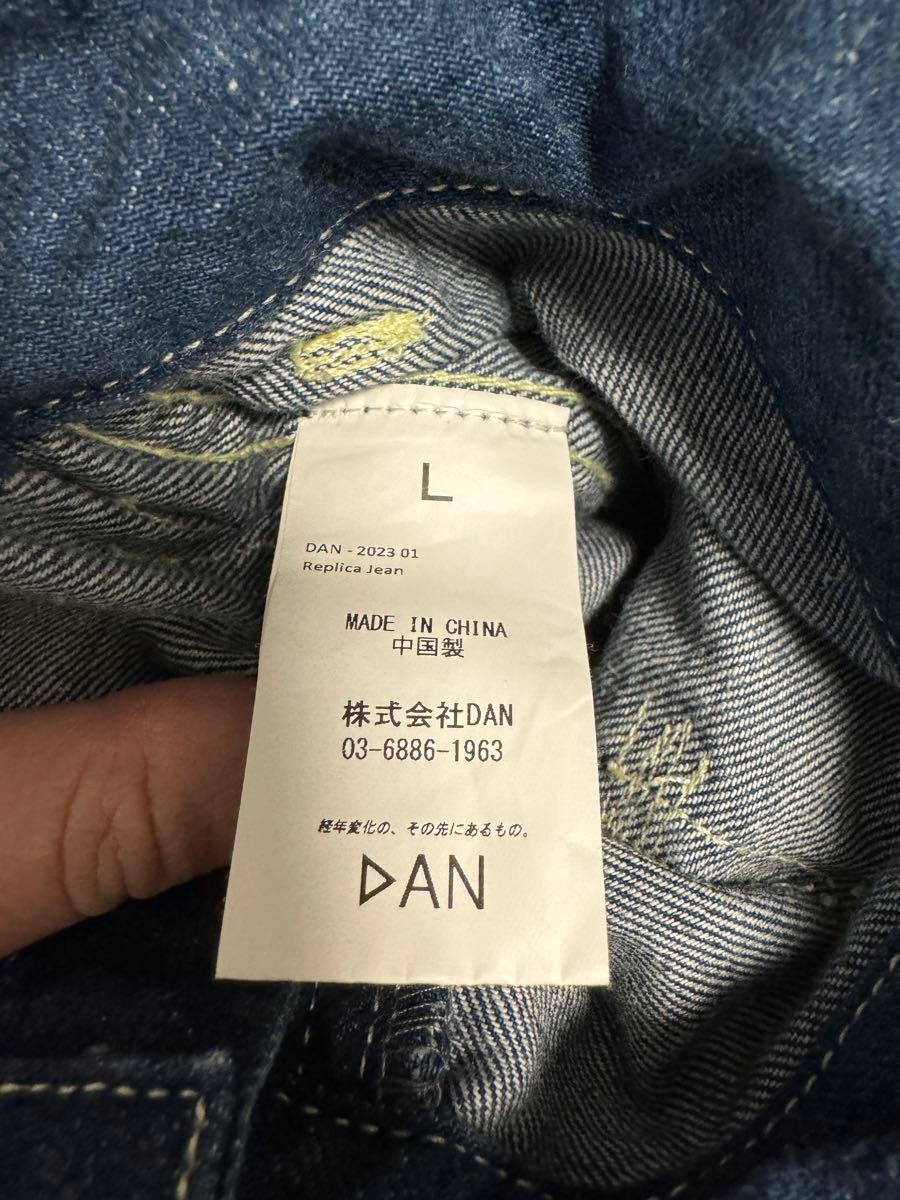 L
DAN - 2023 01
Replica Jean
MADE IN CHINA
中国製
株式会社DAN
03-6886-1963
経年変化の、その先にあるもの。
DAN